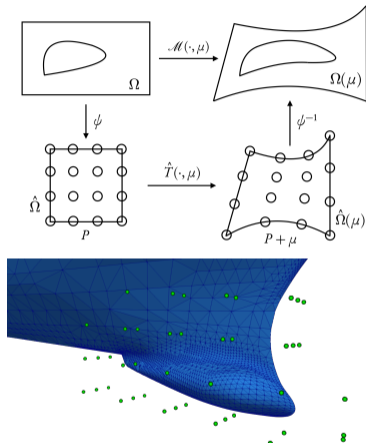 ℳ(·, μ)
Ω
Ω(μ)
ψ
ψ⁻¹
Ω̂
T̂(·, μ)
Ω̂(μ)
P
P + μ